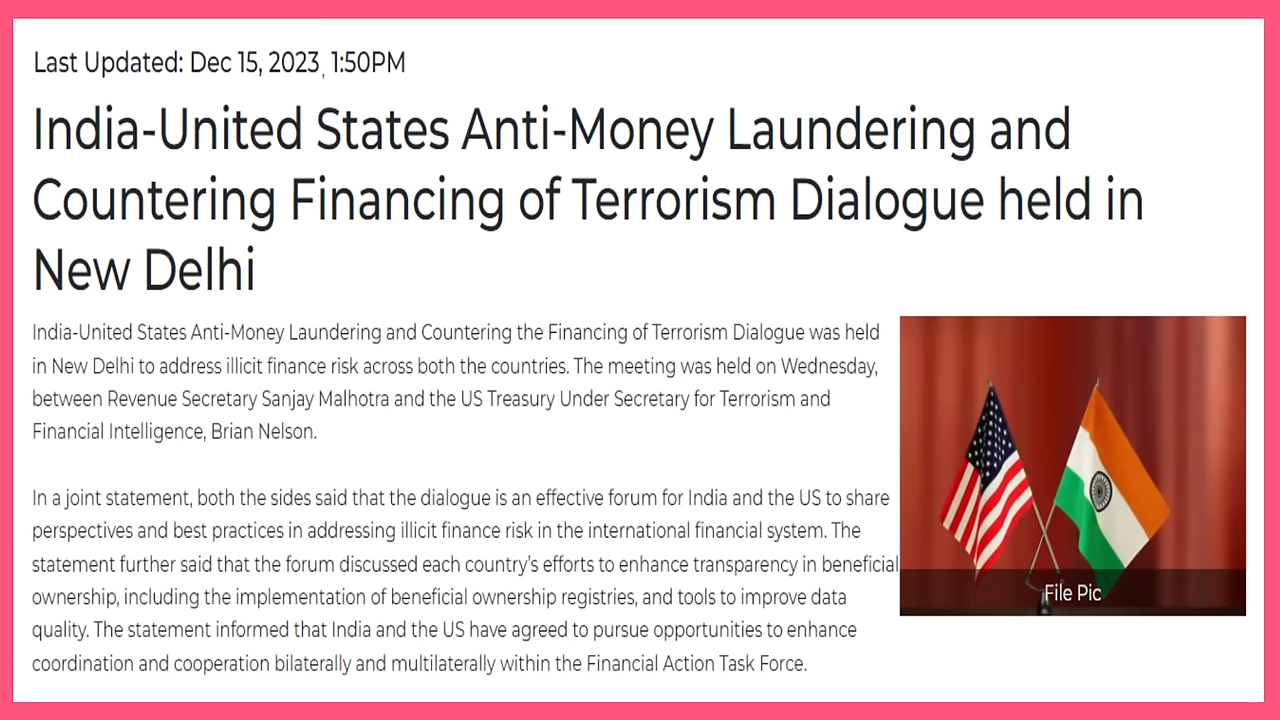 Last Updated: Dec 15, 2023, 1:50PM
India-United States Anti-Money Laundering and
Countering Financing of Terrorism Dialogue held in
New Delhi
India-United States Anti-Money Laundering and Countering the Financing of Terrorism Dialogue was held
in New Delhi to address illicit finance risk across both the countries. The meeting was held on Wednesday,
between Revenue Secretary Sanjay Malhotra and the US Treasury Under Secretary for Terrorism and
Financial Intelligence, Brian Nelson.
In a joint statement, both the sides said that the dialogue is an effective forum for India and the US to share
perspectives and best practices in addressing illicit finance risk in the international financial system. The
statement further said that the forum discussed each country's efforts to enhance transparency in beneficial
ownership, including the implementation of beneficial ownership registries, and tools to improve data
quality. The statement informed that India and the US have agreed to pursue opportunities to enhance
coordination and cooperation bilaterally and multilaterally within the Financial Action Task Force.
File Pic